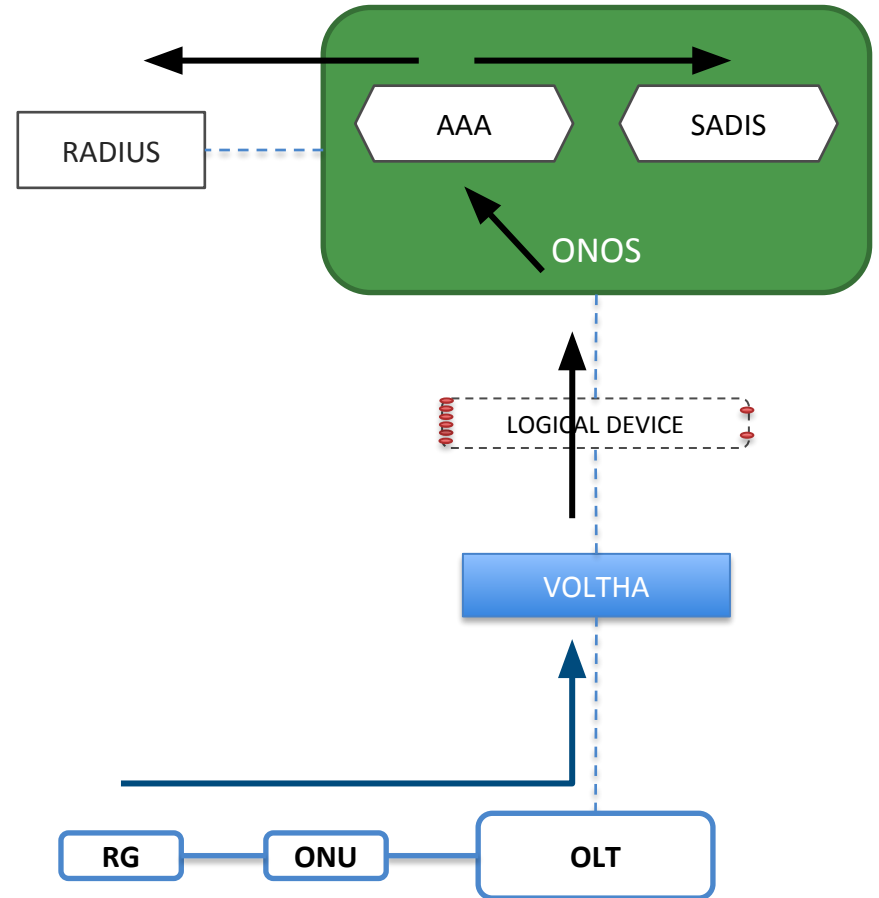 AAA
SADIS
RADIUS
ONOS
LOGICAL DEVICE
VOLTHA
RG
ONU
OLT